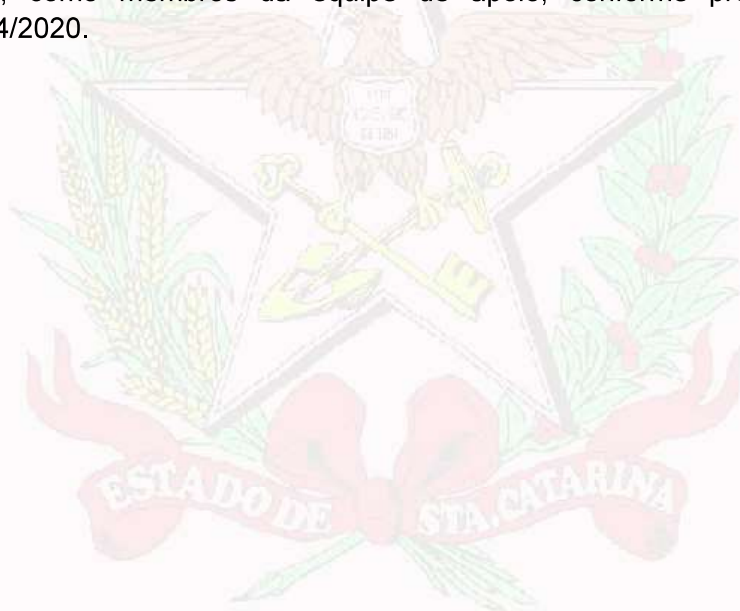 , como membros da equipe de apoio, conforme pr
4/2020.
ESTADO DE STA. CATARINA